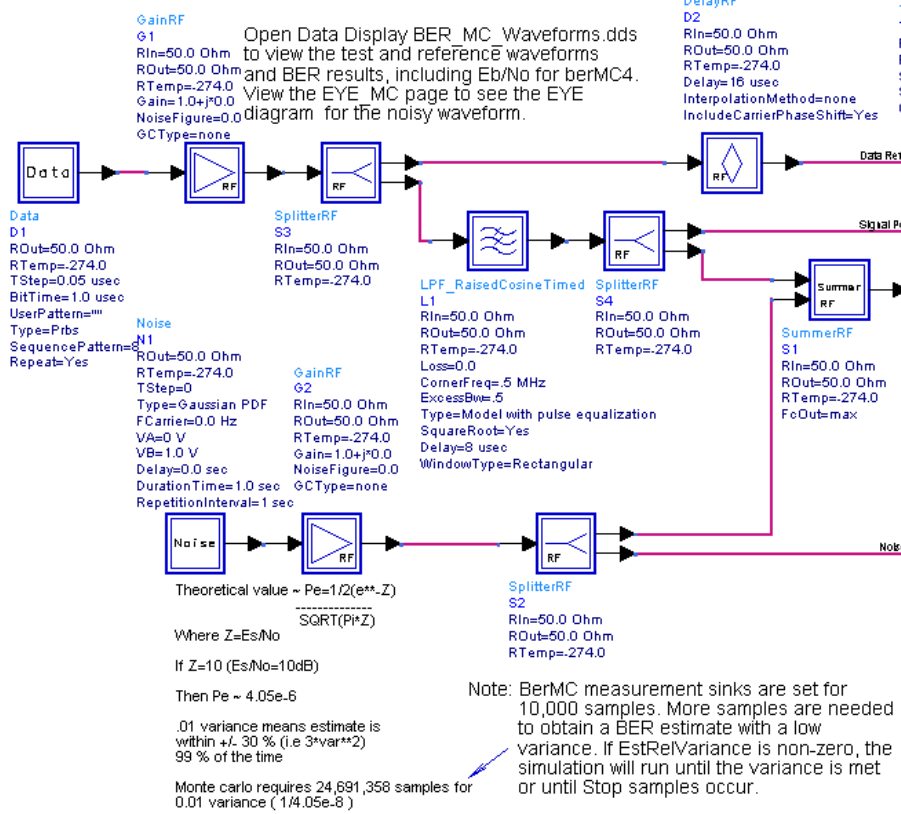 GainRF
G1
RIn=50.0 Ohm
ROut=50.0 Ohm
RTemp=-274.0
Gain=1.0+j*0.0
NoiseFigure=0.0
GCType=none
Open Data Display BER_MC_Waveforms.dds
to view the test and reference waveforms
and BER results, including Eb/No for berMC4.
View the EYE_MC page to see the EYE
diagram for the noisy waveform.
DelayRF
D2
RIn=50.0 Ohm
ROut=50.0 Ohm
RTemp=-274.0
Delay=16 usec
InterpolationMethod=none
IncludeCarrierPhaseShift=Yes
Data
RF
RF
RF
Data Ref
Data
D1
ROut=50.0 Ohm
RTemp=-274.0
TStep=0.05 usec
BitTime=1.0 usec
UserPattern=""
Type=Prbs
SequencePattern=8
Repeat=Yes
SplitterRF
S3
RIn=50.0 Ohm
ROut=50.0 Ohm
RTemp=-274.0
RF
Signal
LPF_RaisedCosineTimed
L1
RIn=50.0 Ohm
ROut=50.0 Ohm
RTemp=-274.0
Loss=0.0
CornerFreq=.5 MHz
ExcessBw=.5
Type=Model with pulse equalization
SquareRoot=Yes
Delay=8 usec
WindowType=Rectangular
SplitterRF
S4
RIn=50.0 Ohm
ROut=50.0 Ohm
RTemp=-274.0
Summer
RF
SummerRF
S1
RIn=50.0 Ohm
ROut=50.0 Ohm
RTemp=-274.0
FcOut=max
Noise
N1
ROut=50.0 Ohm
RTemp=-274.0
TStep=0
Type=Gaussian PDF
FCarrier=0.0 Hz
VA=0 V
VB=1.0 V
Delay=0.0 sec
DurationTime=1.0 sec
RepetitionInterval=1 sec
GainRF
G2
RIn=50.0 Ohm
ROut=50.0 Ohm
RTemp=-274.0
Gain=1.0+j*0.0
NoiseFigure=0.0
GCType=none
Noise
RF
RF
SplitterRF
S2
RIn=50.0 Ohm
ROut=50.0 Ohm
RTemp=-274.0
Theoretical value ~ Pe=1/2(e**-Z)
--------------
SQRT(Pi*Z)
Where Z=Es/No
If Z=10 (Es/No=10dB)
Then Pe ~ 4.05e-6
.01 variance means estimate is
within +/- 30 % (i.e 3*var**2)
99 % of the time
Monte carlo requires 24,691,358 samples for
0.01 variance ( 1/4.05e-8 )
Note: BerMC measurement sinks are set for
10,000 samples. More samples are needed
to obtain a BER estimate with a low
variance. If EstRelVariance is non-zero, the
simulation will run until the variance is met
or until Stop samples occur.